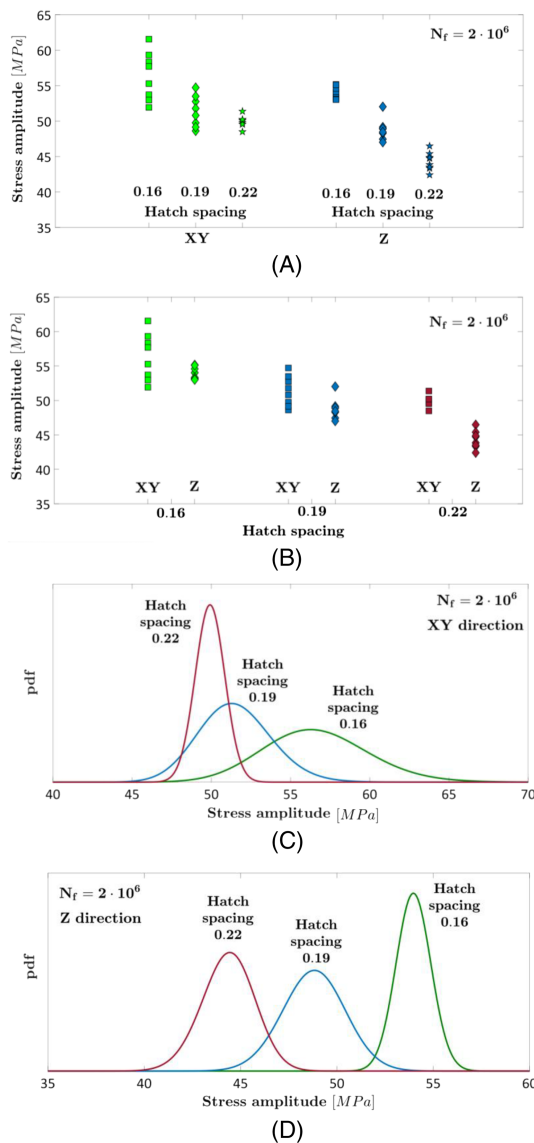 65
60
55
50
45
40
35
Stress amplitude [MPa]
N_f = 2 · 10^6
0.16 0.19 0.22 0.16 0.19 0.22
Hatch spacing Hatch spacing
XY Z
(A)
65
60
55
50
45
40
35
Stress amplitude [MPa]
N_f = 2 · 10^6
XY Z XY Z XY Z
0.16 0.19 0.22
Hatch spacing
(B)
pdf
Hatch
spacing
0.22
Hatch
spacing
0.19
Hatch
spacing
0.16
N_f = 2 · 10^6
XY direction
40 45 50 55 60 65 70
Stress amplitude [MPa]
(C)
pdf
N_f = 2 · 10^6
Z direction
Hatch
spacing
0.22
Hatch
spacing
0.19
Hatch
spacing
0.16
35 40 45 50 55 60
Stress amplitude [MPa]
(D)